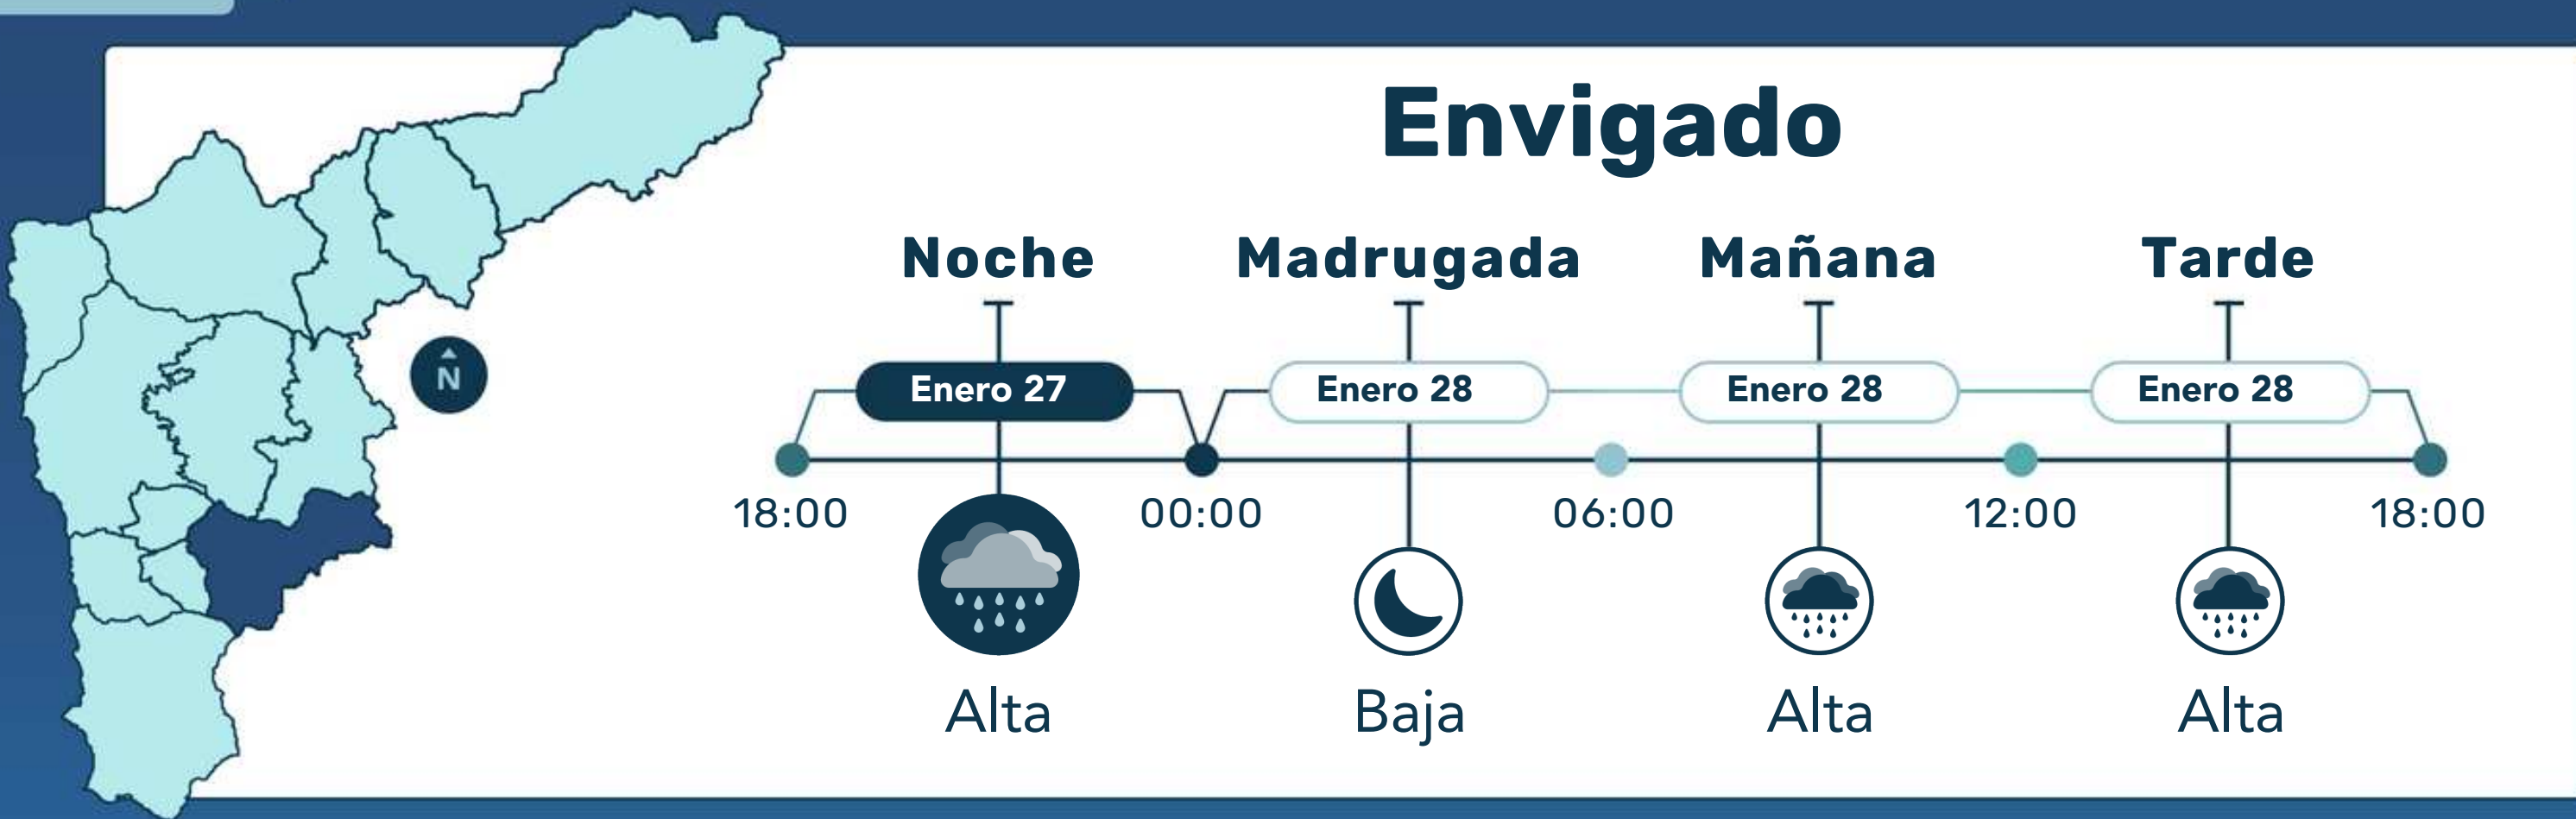 Envigado
Noche Madrugada Mañana Tarde
Enero 27 Enero 28 Enero 28 Enero 28
N
18:00 00:00 06:00 12:00 18:00
Alta Baja Alta Alta